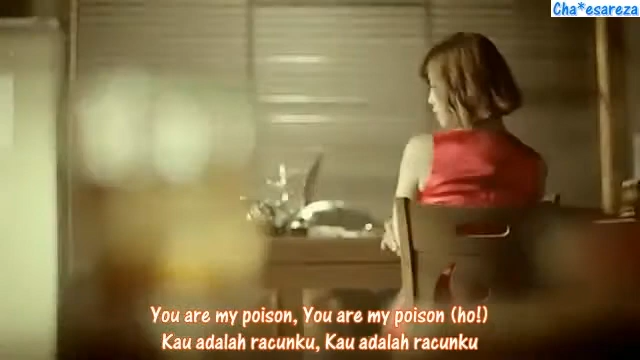 Cha*esareza
You are my poison, You are my poison (ho!)
Kau adalah racunku, Kau adalah racunku